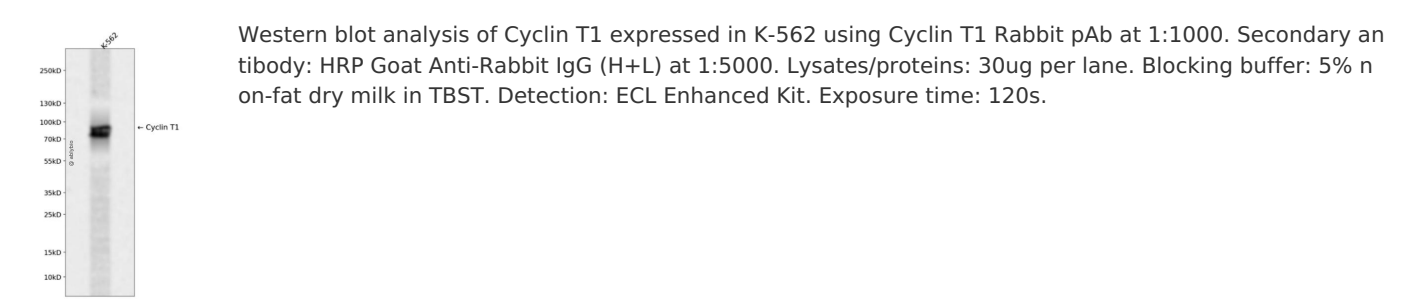 K-562
250kD
130kD
100kD
70kD
55kD
35kD
25kD
15kD
10kD
← Cyclin T1
Western blot analysis of Cyclin T1 expressed in K-562 using Cyclin T1 Rabbit pAb at 1:1000. Secondary an
tibody: HRP Goat Anti-Rabbit IgG (H+L) at 1:5000. Lysates/proteins: 30ug per lane. Blocking buffer: 5% n
on-fat dry milk in TBST. Detection: ECL Enhanced Kit. Exposure time: 120s.